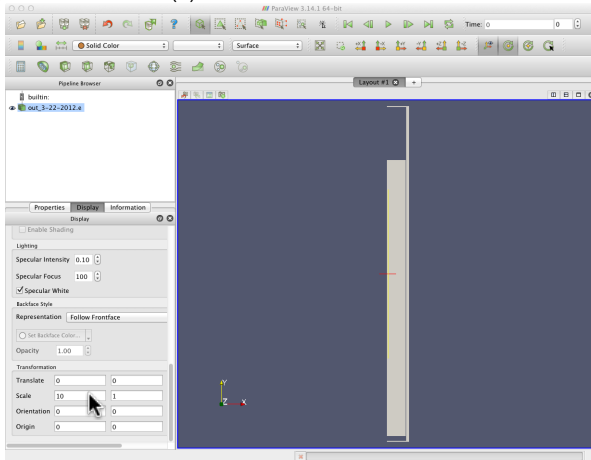 ParaView 3.14.1 64-bit
Time: 0 0
Solid Color Surface
Pipeline Browser
Layout #1
builtin:
out_3-22-2012.e
Properties Display Information
Display
Enable Shading
Lighting
Specular Intensity 0.10
Specular Focus 100
Specular White
Backface Style
Representation Follow Frontface
Set Backface Color...
Opacity 1.00
Transformation
Translate 0 0
Scale 10 1
Orientation 0 0
Origin 0 0
Y
Z X